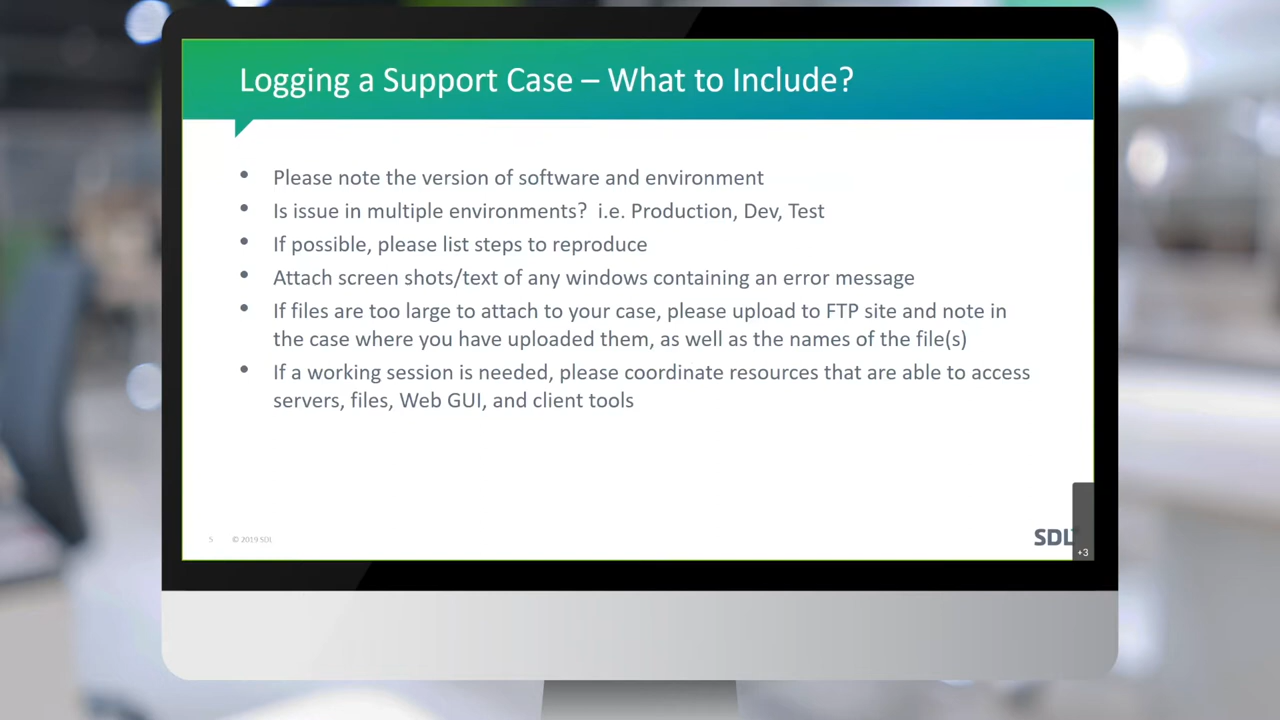 Logging a Support Case – What to Include?
• Please note the version of software and environment
• Is issue in multiple environments?  i.e. Production, Dev, Test
• If possible, please list steps to reproduce
• Attach screen shots/text of any windows containing an error message
• If files are too large to attach to your case, please upload to FTP site and note in
the case where you have uploaded them, as well as the names of the file(s)
• If a working session is needed, please coordinate resources that are able to access
servers, files, Web GUI, and client tools
5 © 2019 SDL
SDL
+3